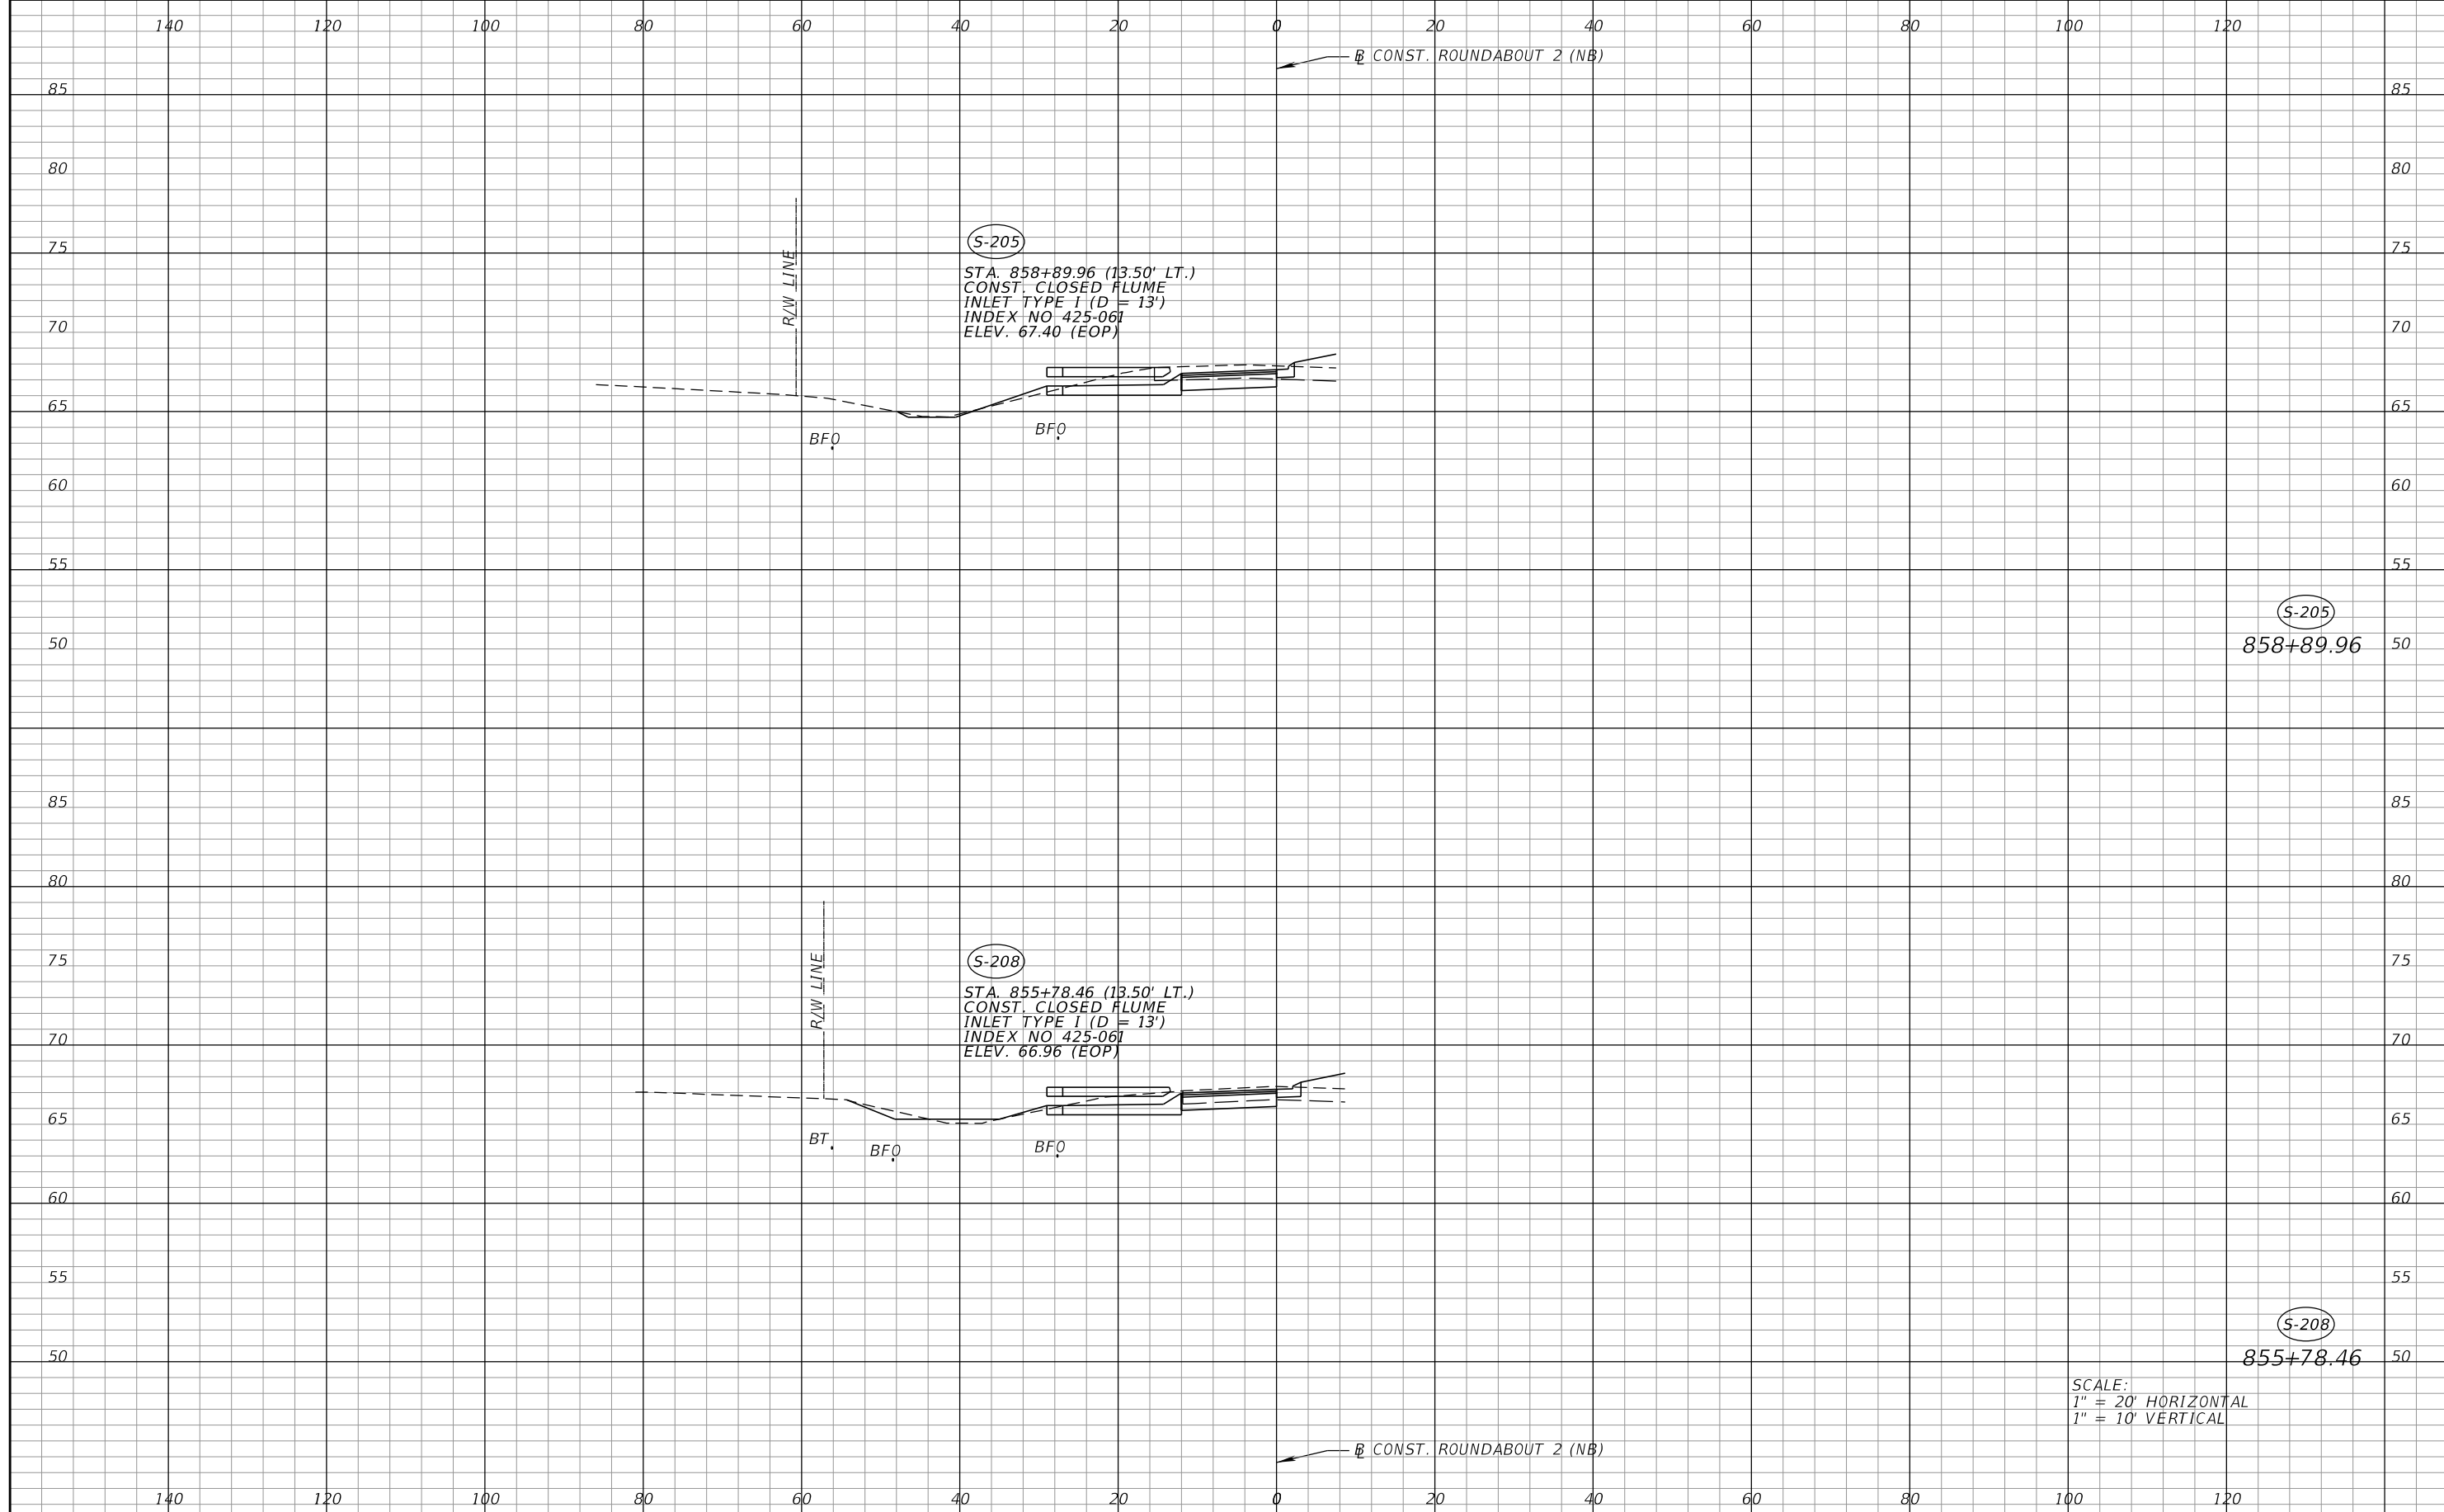 140 120 100 80 60 40 20 0 20 40 60 80 100 120
℄ CONST. ROUNDABOUT 2 (NB)
85 85
80 80
75 75
R/W LINE
S-205
STA. 858+89.96 (13.50' LT.)
CONST. CLOSED FLUME
INLET TYPE I (D = 13')
INDEX NO 425-061
ELEV. 67.40 (EOP)
70 70
65 65
BFO BFO
60 60
55 55
S-205
858+89.96
50 50
85 85
80 80
75 75
R/W LINE
S-208
STA. 855+78.46 (13.50' LT.)
CONST. CLOSED FLUME
INLET TYPE I (D = 13')
INDEX NO 425-061
ELEV. 66.96 (EOP)
70 70
65 65
BT BFO BFO
60 60
55 55
S-208
855+78.46
50 50
SCALE:
1" = 20' HORIZONTAL
1" = 10' VERTICAL
℄ CONST. ROUNDABOUT 2 (NB)
140 120 100 80 60 40 20 0 20 40 60 80 100 120